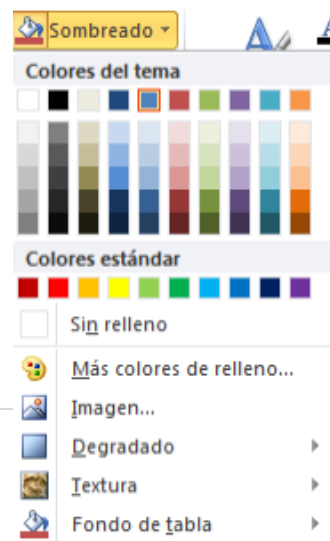 Sombreado
Colores del tema
Colores estándar
Sin relleno
Más colores de relleno...
Imagen...
Degradado
Textura
Fondo de tabla